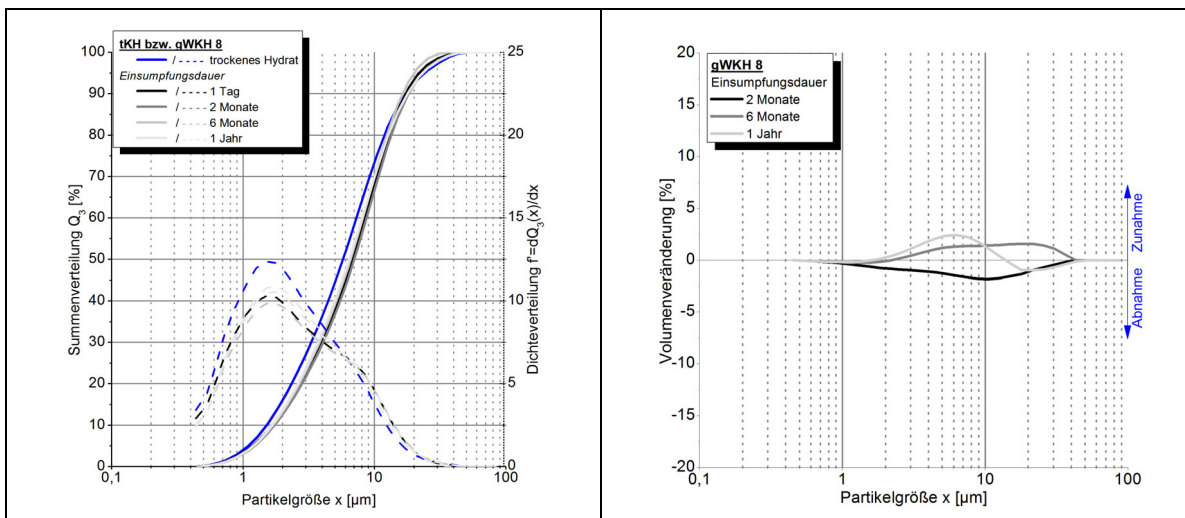 tKH bzw. gWKH 8
/ trockenes Hydrat
Einsumpfungsdauer
/ 1 Tag
/ 2 Monate
/ 6 Monate
/ 1 Jahr
Summenverteilung Q3 [%]
100
90
80
70
60
50
40
30
20
10
0
0,1
1
10
100
Partikelgröße x [µm]
25
20
15
10
5
0
Dichteverteilung f'=dQ3(x)/dx
gWKH 8
Einsumpfungsdauer
2 Monate
6 Monate
1 Jahr
Volumenveränderung [%]
20
15
10
5
0
-5
-10
-15
-20
0,1
1
10
100
Partikelgröße x [µm]
Zunahme
Abnahme